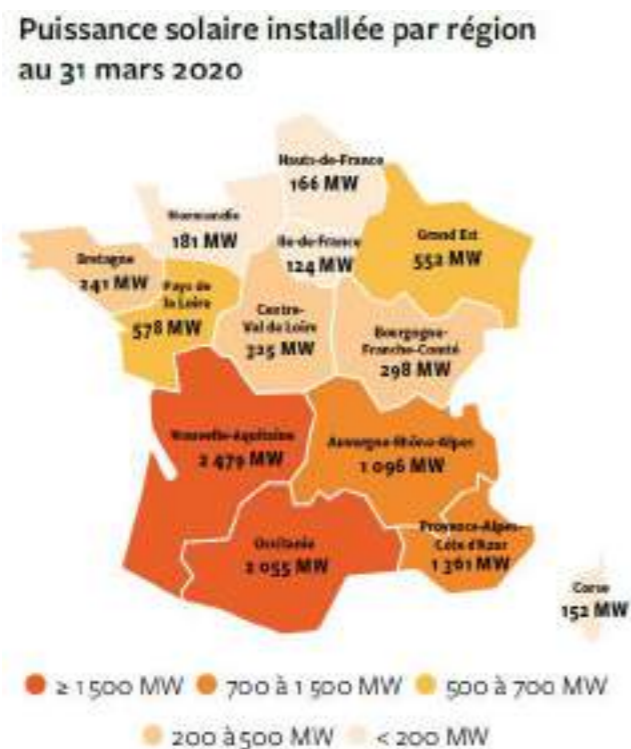 Puissance solaire installée par région
au 31 mars 2020
Hauts-de-France
166 MW
Normandie
181 MW
Ile-de-France
124 MW
Grand Est
552 MW
Bretagne
241 MW
Pays de
la Loire
578 MW
Centre-
Val de Loire
325 MW
Bourgogne-
Franche-Comté
298 MW
Nouvelle-Aquitaine
2 479 MW
Auvergne-Rhône-Alpes
1 096 MW
Occitanie
2 055 MW
Provence-Alpes-
Côte d'Azur
1 361 MW
Corse
152 MW
≥ 1 500 MW 700 à 1 500 MW 500 à 700 MW
200 à 500 MW < 200 MW